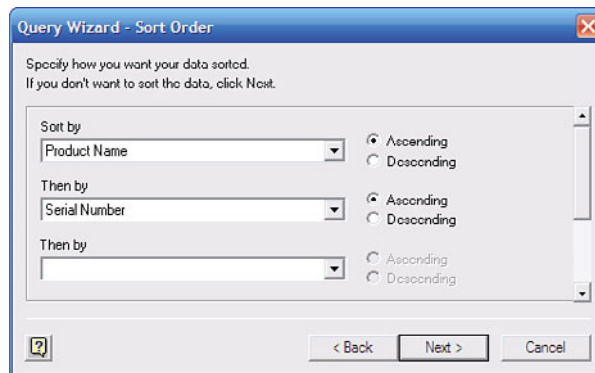 Query Wizard - Sort Order
Specify how you want your data sorted.
If you don't want to sort the data, click Next.
Sort by
Product Name
Ascending
Descending
Then by
Serial Number
Ascending
Descending
Then by
Ascending
Descending
?
< Back
Next >
Cancel